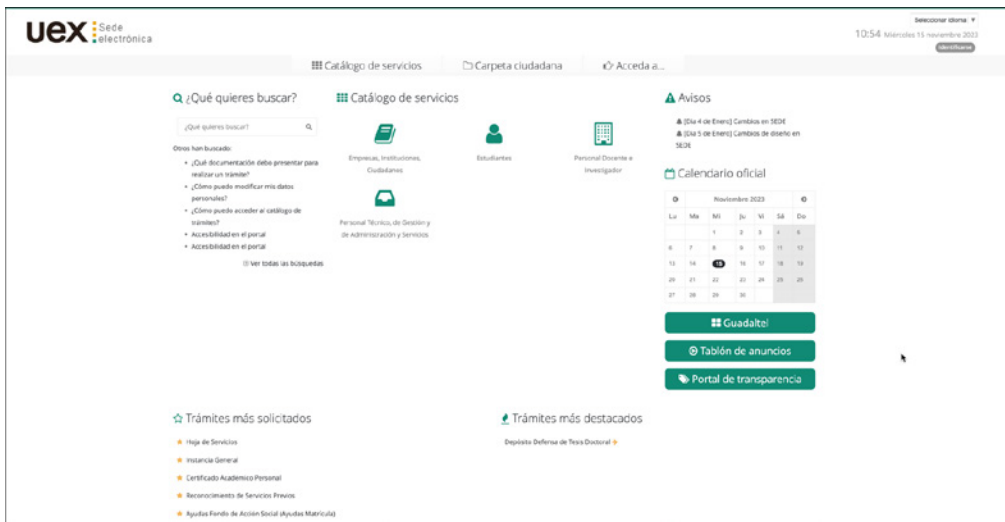 uex Sede
electrónica
Seleccionar idioma: ▼
10:54 Miércoles 15 noviembre 2023
Identificarse
Catálogo de servicios
Carpeta ciudadana
Acceda a...
¿Qué quieres buscar?
¿Qué quieres buscar?
Otros han buscado:
¿Qué documentación debo presentar para
realizar un trámite?
¿Cómo puedo modificar mis datos
personales?
¿Cómo puedo acceder al catálogo de
trámites?
Accesibilidad en el portal
Accesibilidad en el portal
Ver todas las búsquedas
Catálogo de servicios
Empresas, Instituciones,
Ciudadanos
Estudiantes
Personal Docente e
Investigador
Personal Técnico, de Gestión y
de Administración y Servicios
Avisos
[Día 4 de Enero] Cambios en SEDE
[Día 5 de Enero] Cambios de diseño en
SEDE
Calendario oficial
Noviembre 2023
Lu Ma Mi Ju Vi Sá Do
1 2 3 4 5
6 7 8 9 10 11 12
13 14 15 16 17 18 19
20 21 22 23 24 25 26
27 28 29 30
Guadaltel
Tablón de anuncios
Portal de transparencia
Trámites más solicitados
Hoja de Servicios
Instancia General
Certificado Académico Personal
Reconocimiento de Servicios Previos
Ayudas Fondo de Acción Social (Ayudas Matrícula)
Trámites más destacados
Depósito Defensa de Tesis Doctoral